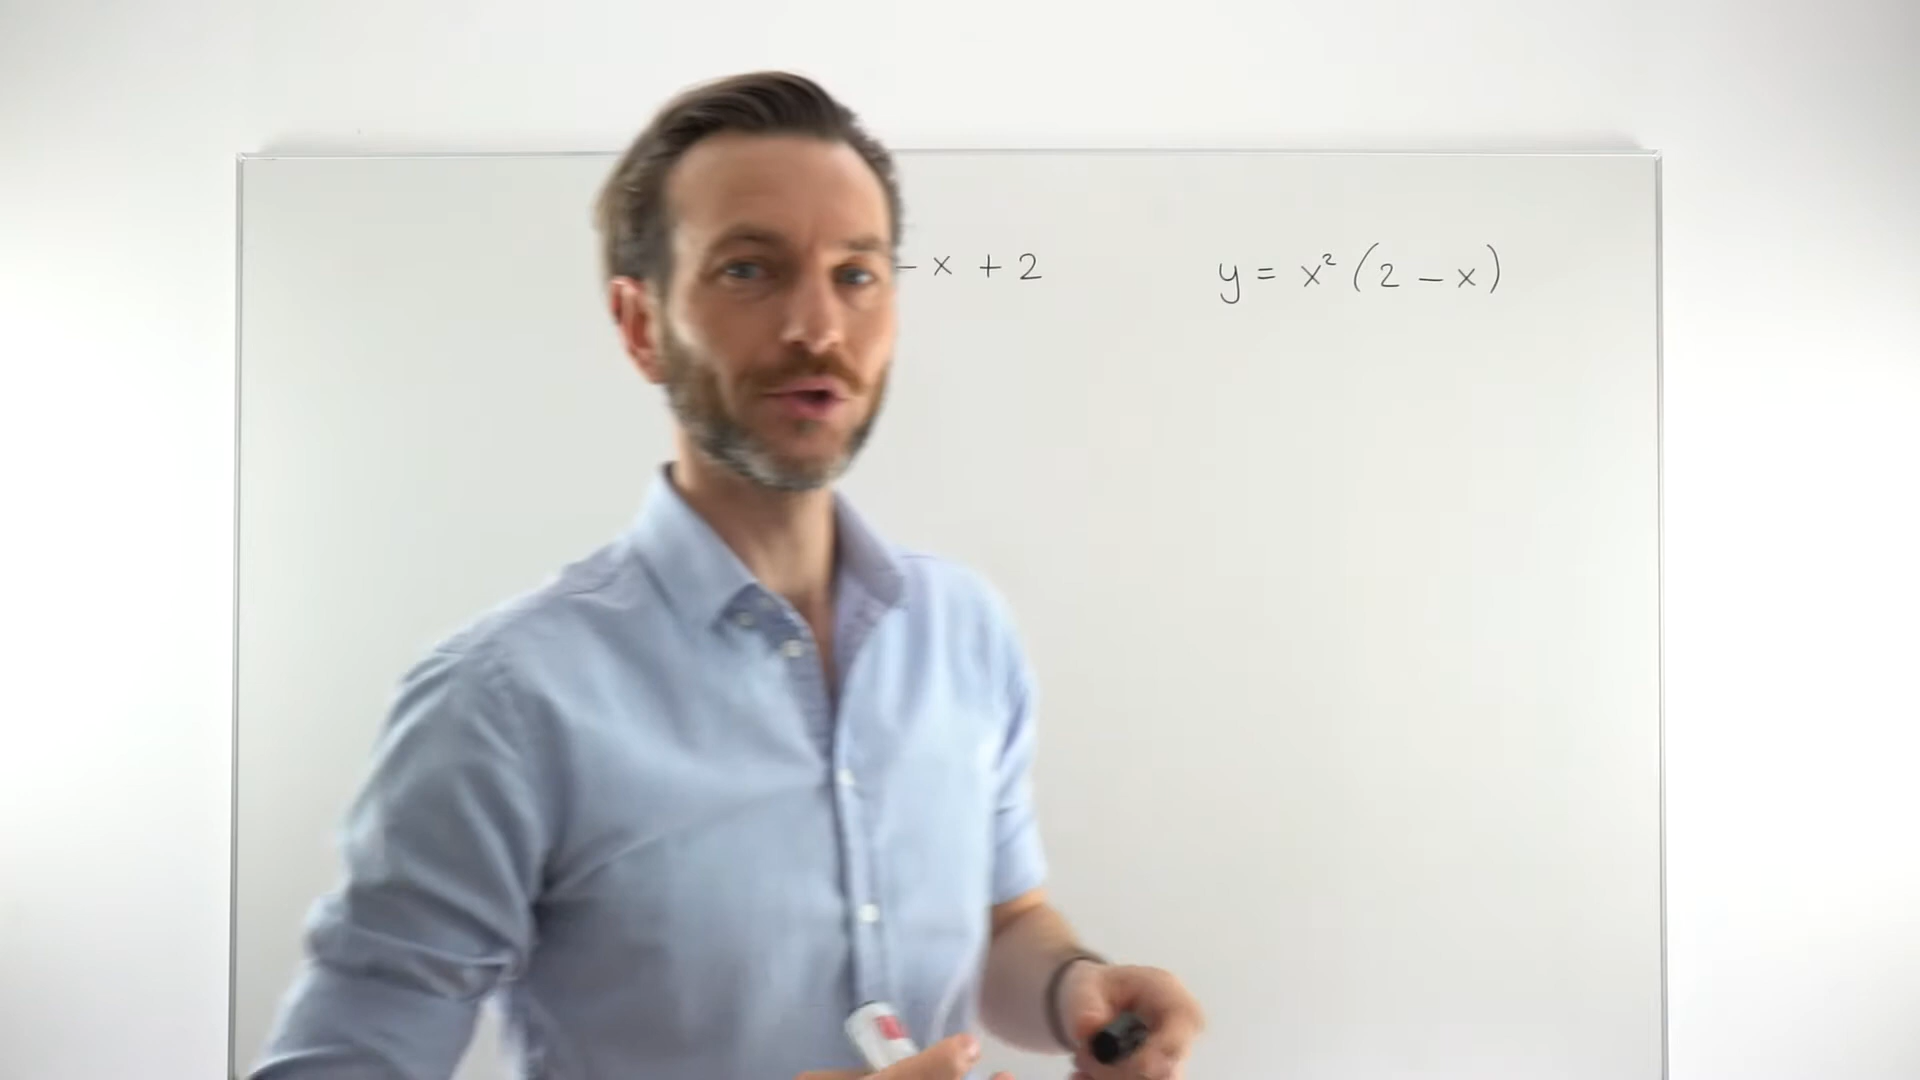 - x + 2
y = x² (2 - x)